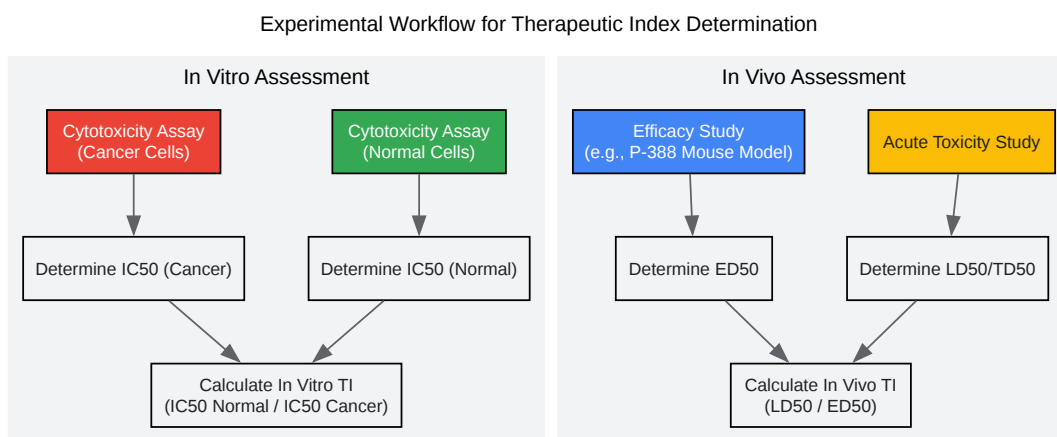 Experimental Workflow for Therapeutic Index Determination
In Vitro Assessment
Cytotoxicity Assay
(Cancer Cells)
Cytotoxicity Assay
(Normal Cells)
Determine IC50 (Cancer)
Determine IC50 (Normal)
Calculate In Vitro TI
(IC50 Normal / IC50 Cancer)
In Vivo Assessment
Efficacy Study
(e.g., P-388 Mouse Model)
Acute Toxicity Study
Determine ED50
Determine LD50/TD50
Calculate In Vivo TI
(LD50 / ED50)